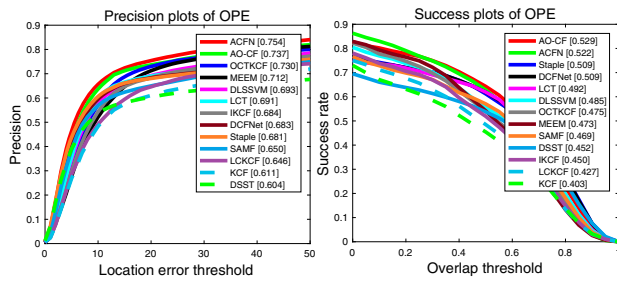 Precision plots of OPE
Precision
0.9
0.8
0.7
0.6
0.5
0.4
0.3
0.2
0.1
0
0 10 20 30 40 50
Location error threshold
ACFN [0.754]
AO-CF [0.737]
OCTKCF [0.730]
MEEM [0.712]
DLSSVM [0.693]
LCT [0.691]
IKCF [0.684]
DCFNet [0.683]
Staple [0.681]
SAMF [0.650]
LCKCF [0.646]
KCF [0.611]
DSST [0.604]
Success plots of OPE
Success rate
0.9
0.8
0.7
0.6
0.5
0.4
0.3
0.2
0.1
0
0 0.2 0.4 0.6 0.8
Overlap threshold
AO-CF [0.529]
ACFN [0.522]
Staple [0.509]
DCFNet [0.509]
LCT [0.492]
DLSSVM [0.485]
OCTKCF [0.475]
MEEM [0.473]
SAMF [0.469]
DSST [0.452]
IKCF [0.450]
LCKCF [0.427]
KCF [0.403]